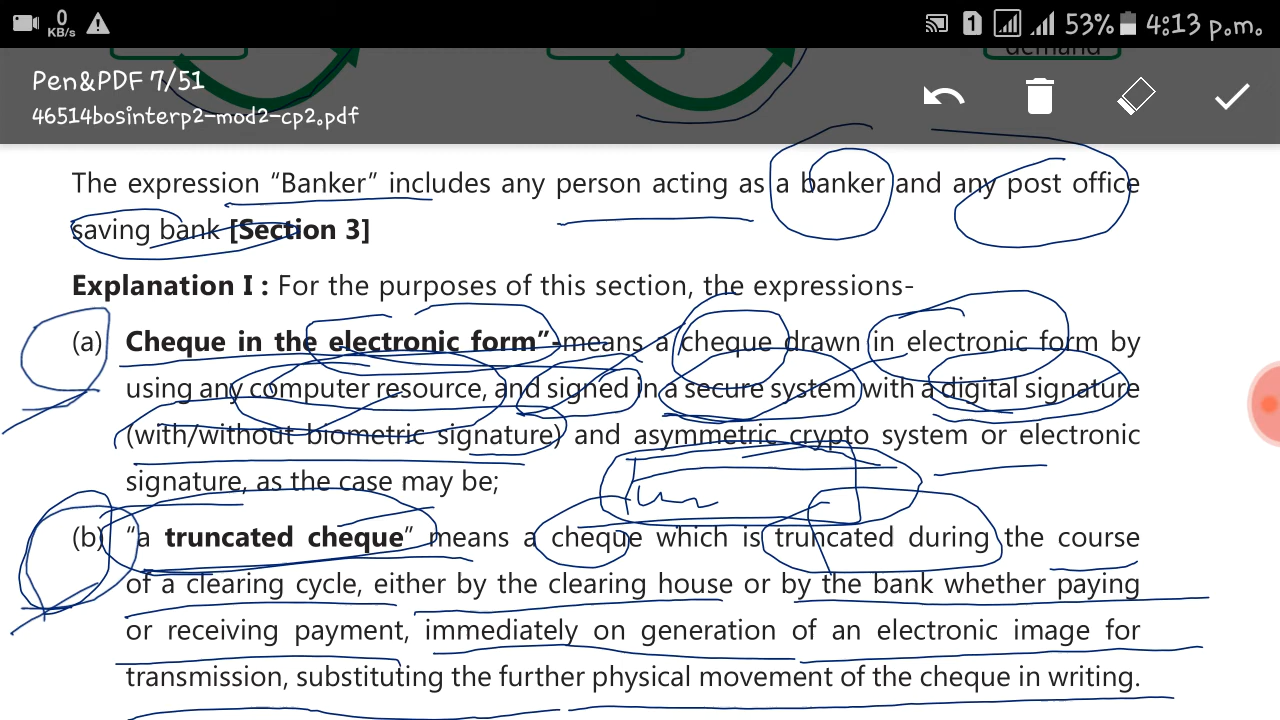 0 KB/s 1 53% 4:13 p.m.
demand
Pen&PDF 7/51
46514bosinterp2-mod2-cp2.pdf
The expression “Banker” includes any person acting as a banker and any post office
saving bank [Section 3]
Explanation I : For the purposes of this section, the expressions-
(a) Cheque in the electronic form”-means a cheque drawn in electronic form by
using any computer resource, and signed in a secure system with a digital signature
(with/without biometric signature) and asymmetric crypto system or electronic
signature, as the case may be;
(b) “a truncated cheque” means a cheque which is truncated during the course
of a clearing cycle, either by the clearing house or by the bank whether paying
or receiving payment, immediately on generation of an electronic image for
transmission, substituting the further physical movement of the cheque in writing.